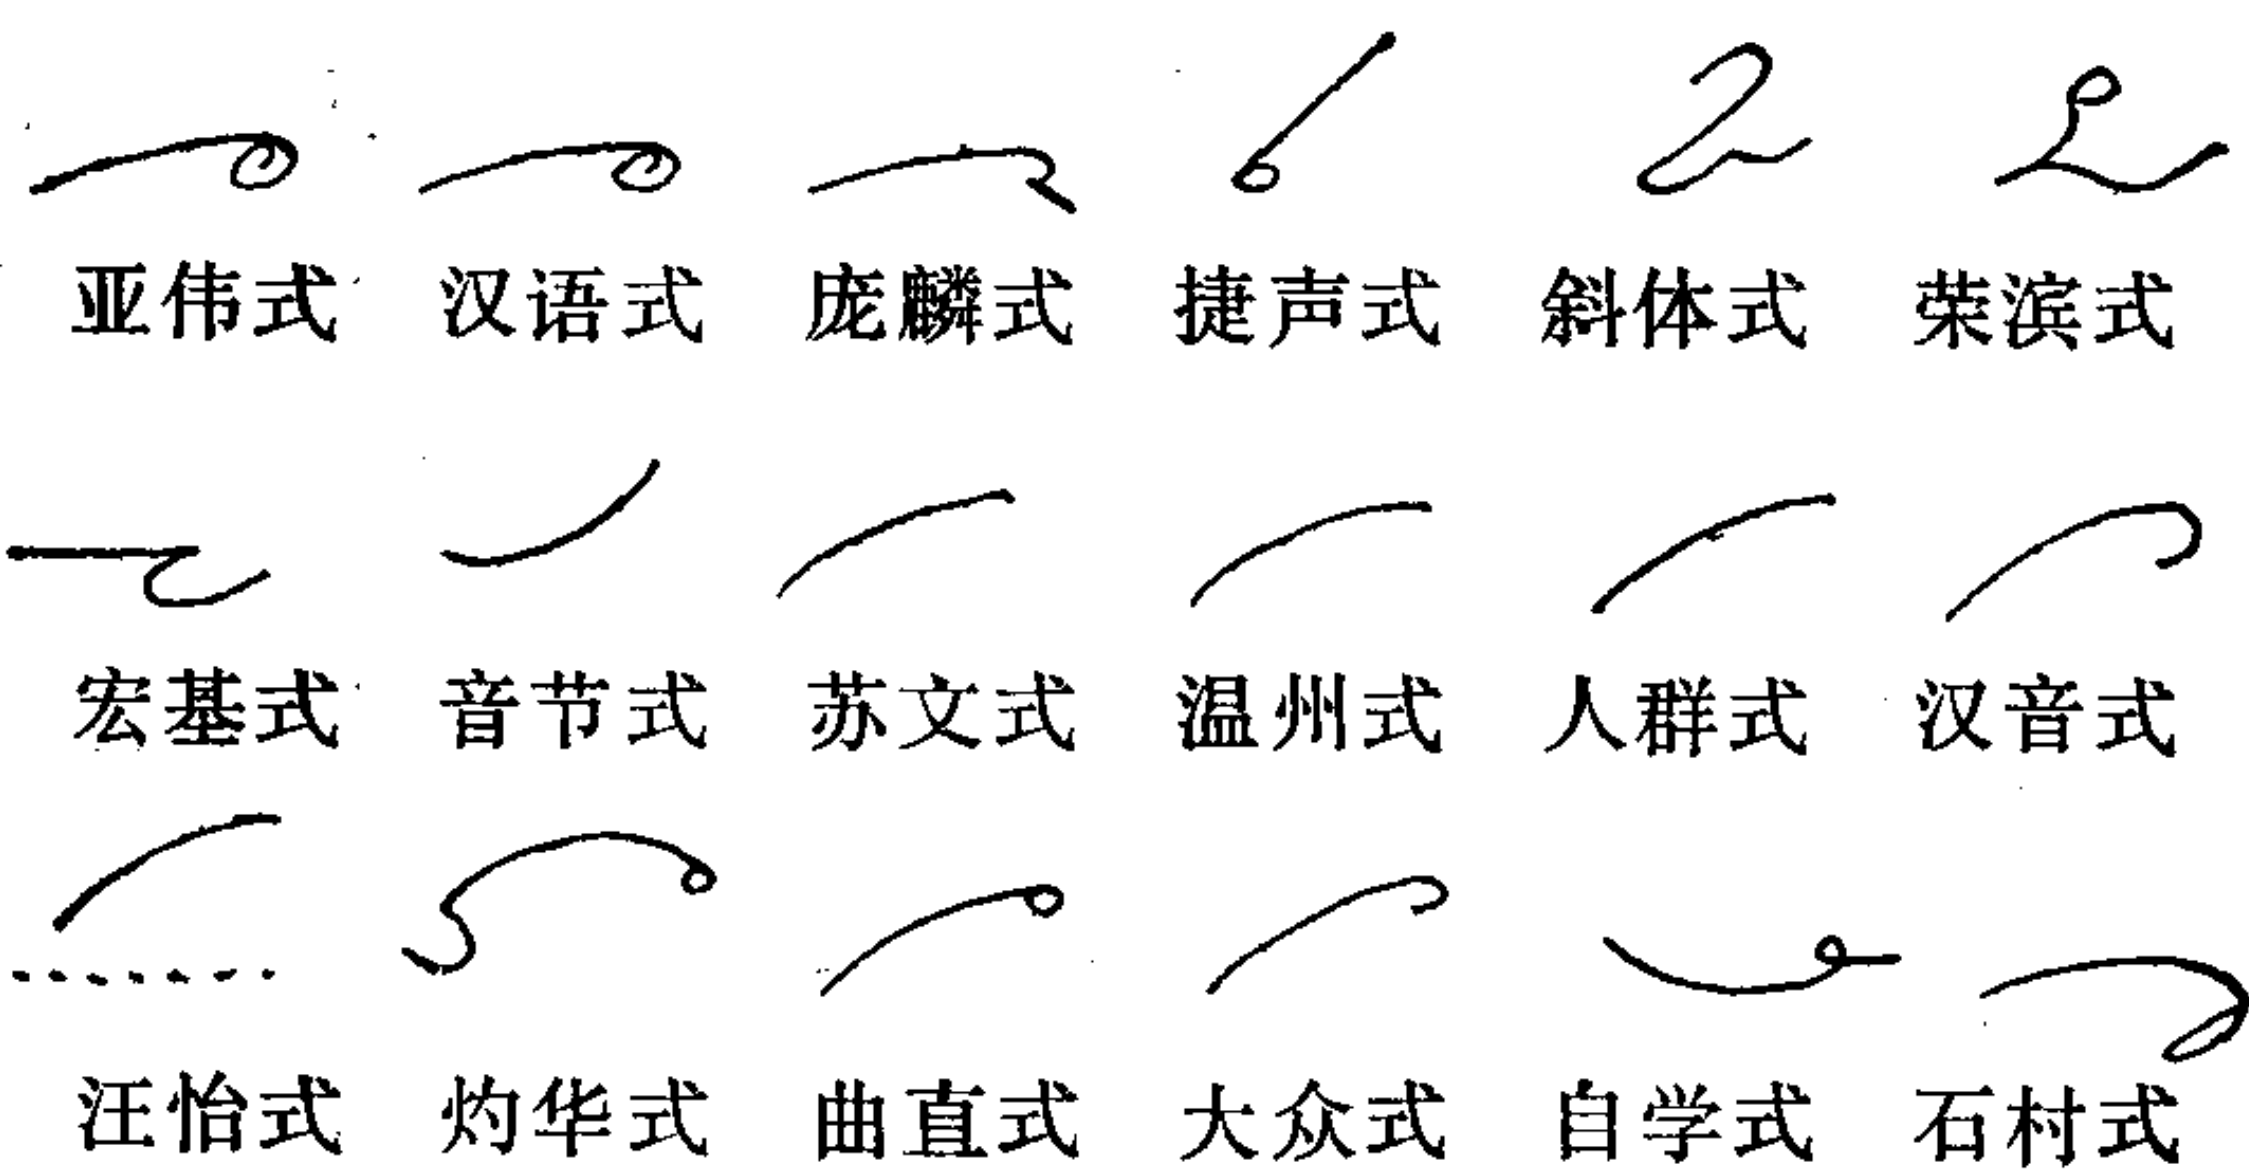 亚伟式 汉语式 庞麟式 捷声式 斜体式 荣滨式
宏基式 音节式 苏文式 温州式 人群式 汉音式
汪怡式 灼华式 曲直式 大众式 自学式 石村式